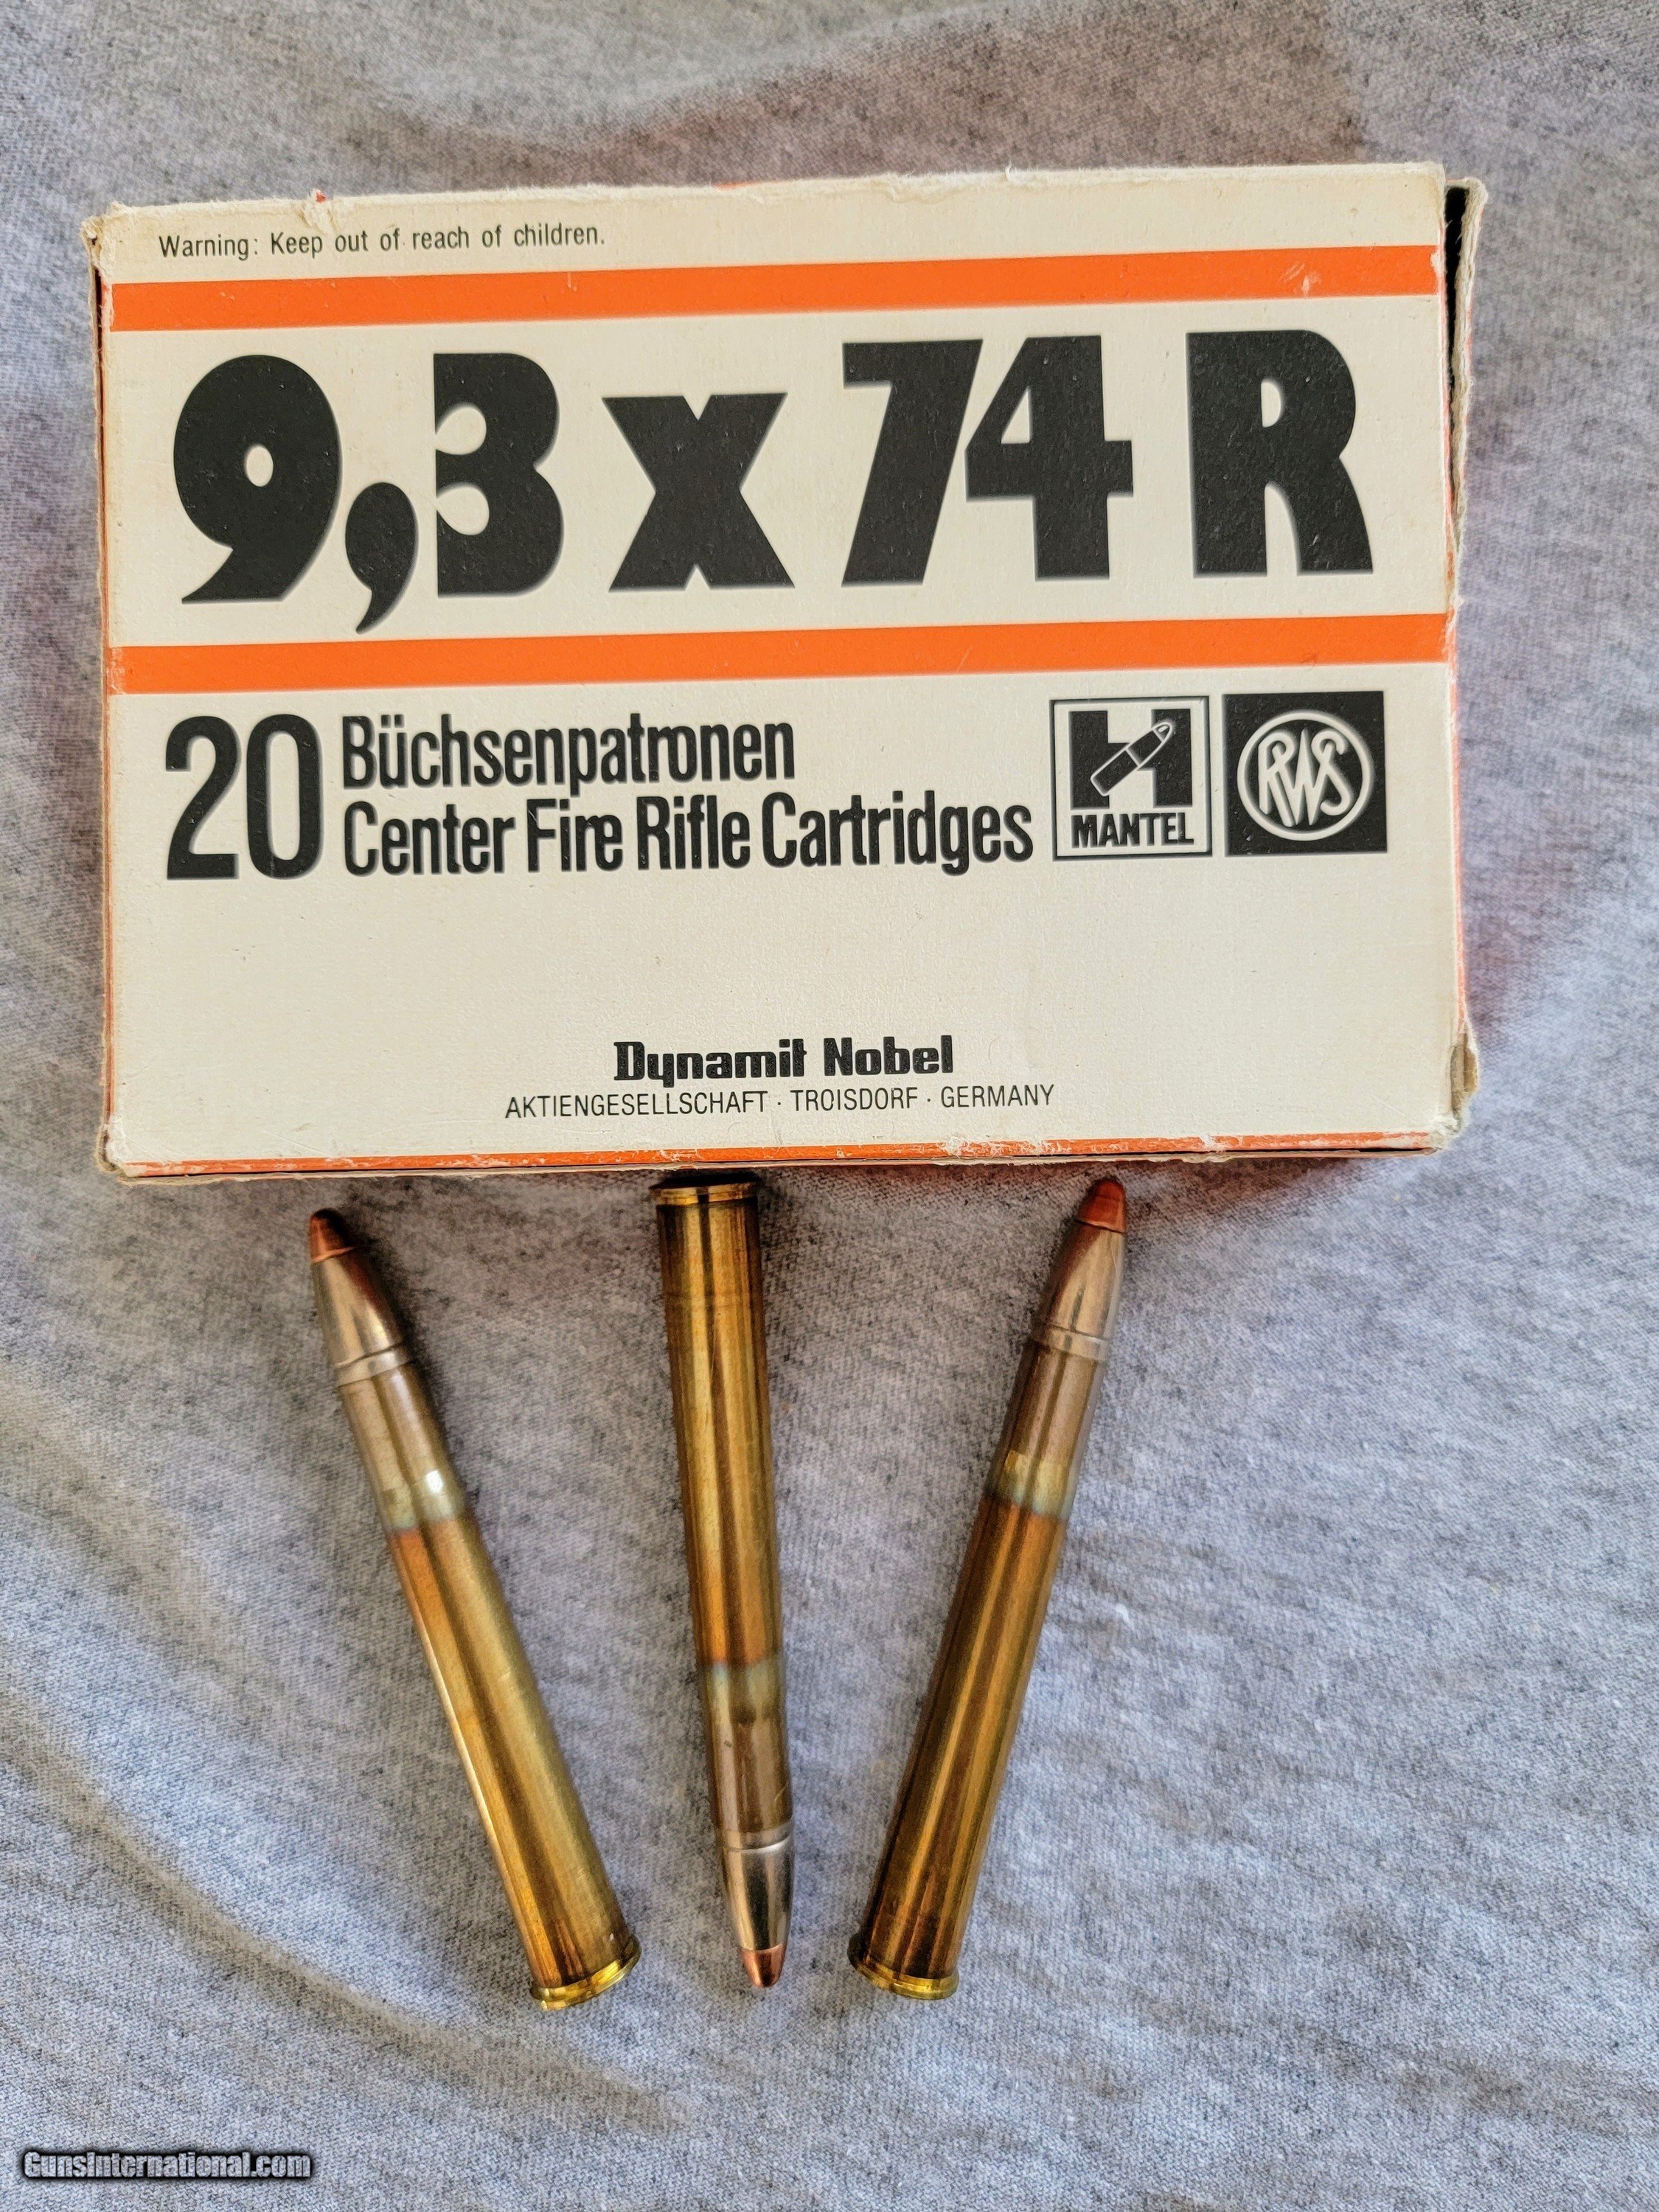 Warning: Keep out of reach of children.
9,3 x 74 R
20 Büchsenpatronen
Center Fire Rifle Cartridges
H
MANTEL
RWS
Dynamit Nobel
AKTIENGESELLSCHAFT · TROISDORF · GERMANY
GunsInternational.com